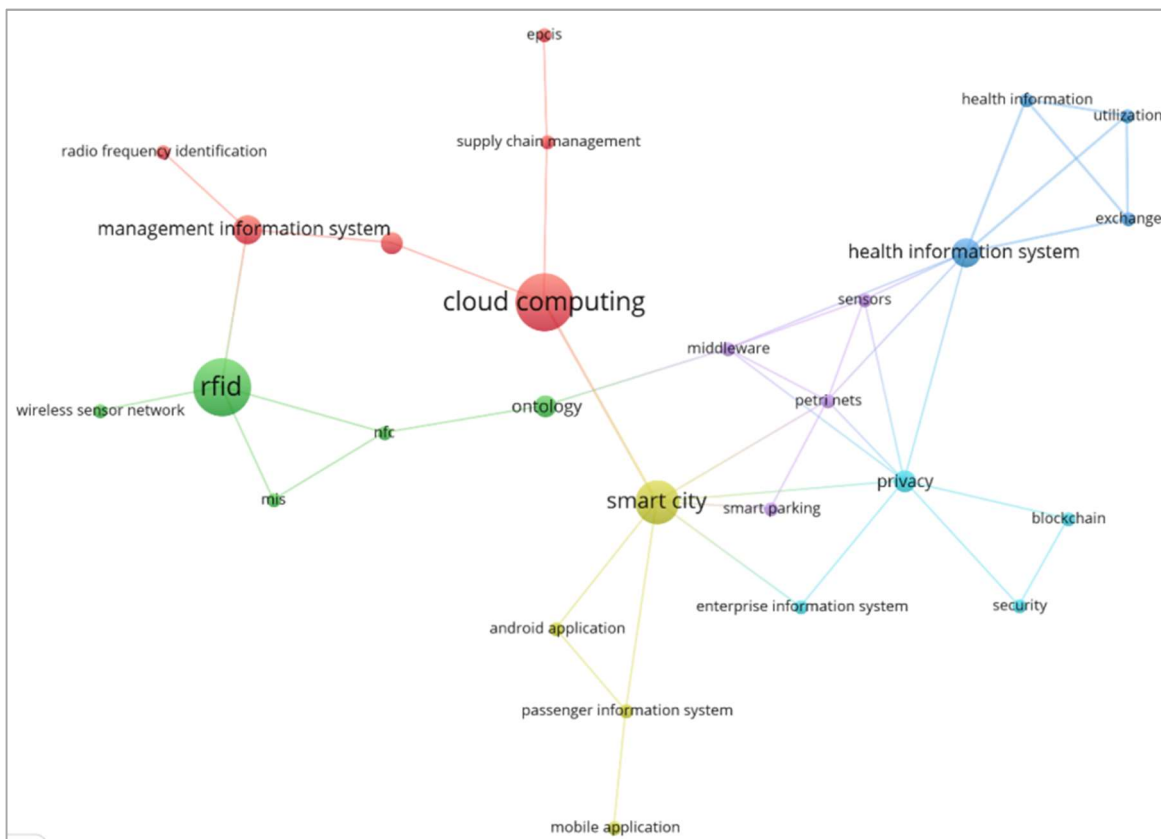 epcis
health information
utilization
supply chain management
radio frequency identification
exchange
management information system
health information system
cloud computing
sensors
middleware
rfid
petri nets
ontology
wireless sensor network
nfc
privacy
mis
smart city
smart parking
blockchain
enterprise information system
security
android application
passenger information system
mobile application